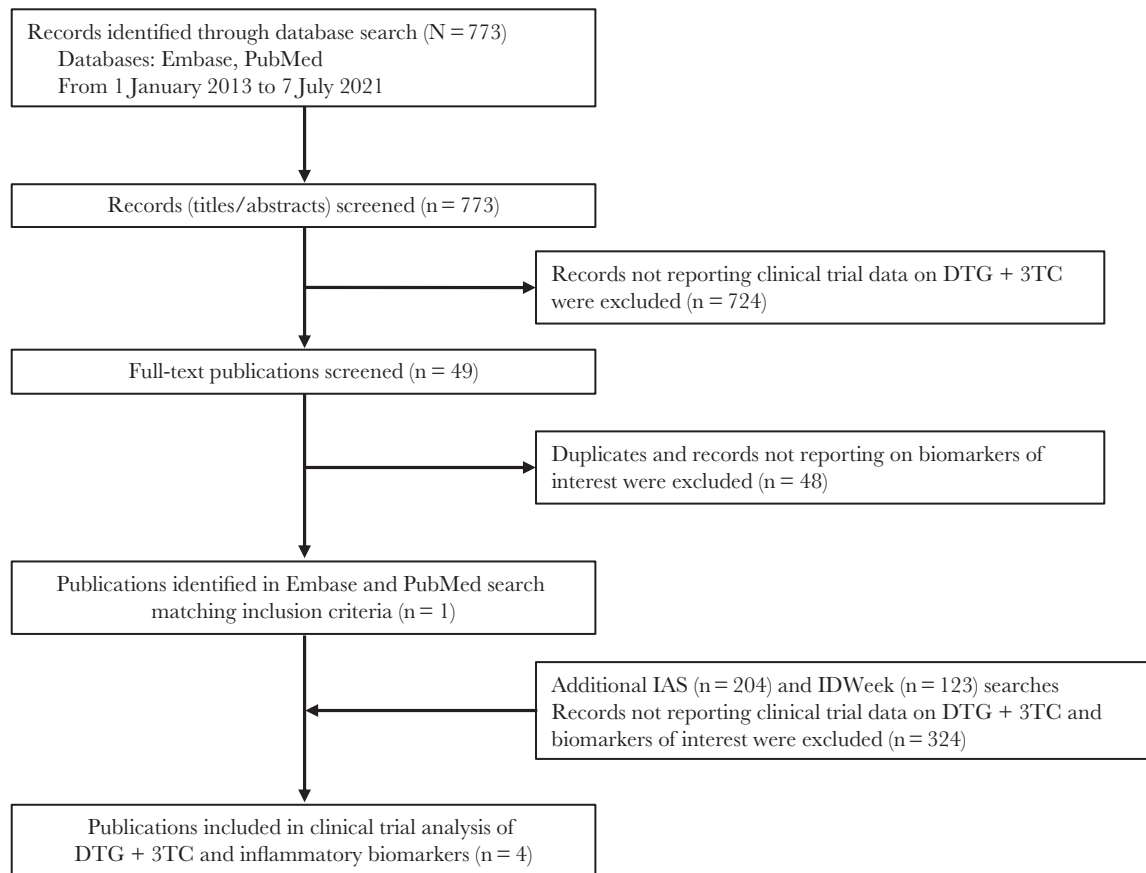 Records identified through database search (N = 773)
Databases: Embase, PubMed
From 1 January 2013 to 7 July 2021
Records (titles/abstracts) screened (n = 773)
Records not reporting clinical trial data on DTG + 3TC
were excluded (n = 724)
Full-text publications screened (n = 49)
Duplicates and records not reporting on biomarkers of
interest were excluded (n = 48)
Publications identified in Embase and PubMed search
matching inclusion criteria (n = 1)
Additional IAS (n = 204) and IDWeek (n = 123) searches
Records not reporting clinical trial data on DTG + 3TC and
biomarkers of interest were excluded (n = 324)
Publications included in clinical trial analysis of
DTG + 3TC and inflammatory biomarkers (n = 4)